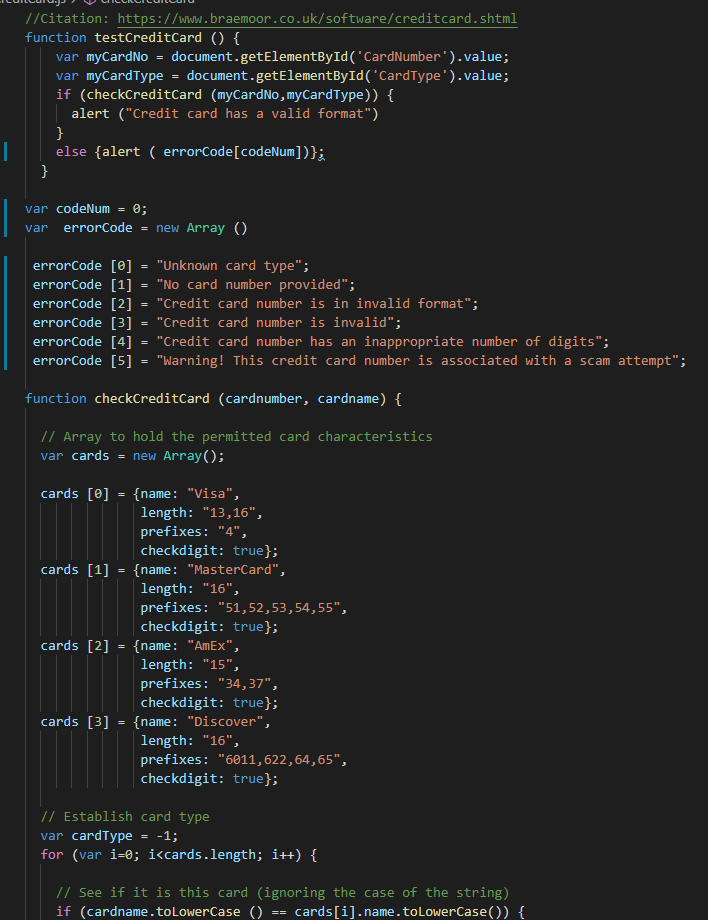 checkCreditCard
//Citation: https://www.braemoor.co.uk/software/creditcard.shtml
function testCreditCard () {
    var myCardNo = document.getElementById('CardNumber').value;
    var myCardType = document.getElementById('CardType').value;
    if (checkCreditCard (myCardNo,myCardType)) {
      alert ("Credit card has a valid format")
    }
    else {alert ( errorCode[codeNum])};
  }
var codeNum = 0;
var  errorCode = new Array ()
 errorCode [0] = "Unknown card type";
 errorCode [1] = "No card number provided";
 errorCode [2] = "Credit card number is in invalid format";
 errorCode [3] = "Credit card number is invalid";
 errorCode [4] = "Credit card number has an inappropriate number of digits";
 errorCode [5] = "Warning! This credit card number is associated with a scam attempt";
function checkCreditCard (cardnumber, cardname) {
  // Array to hold the permitted card characteristics
  var cards = new Array();
  cards [0] = {name: "Visa",
               length: "13,16",
               prefixes: "4",
               checkdigit: true};
  cards [1] = {name: "MasterCard",
               length: "16",
               prefixes: "51,52,53,54,55",
               checkdigit: true};
  cards [2] = {name: "AmEx",
               length: "15",
               prefixes: "34,37",
               checkdigit: true};
  cards [3] = {name: "Discover",
               length: "16",
               prefixes: "6011,622,64,65",
               checkdigit: true};
  // Establish card type
  var cardType = -1;
  for (var i=0; i<cards.length; i++) {
    // See if it is this card (ignoring the case of the string)
    if (cardname.toLowerCase () == cards[i].name.toLowerCase()) {